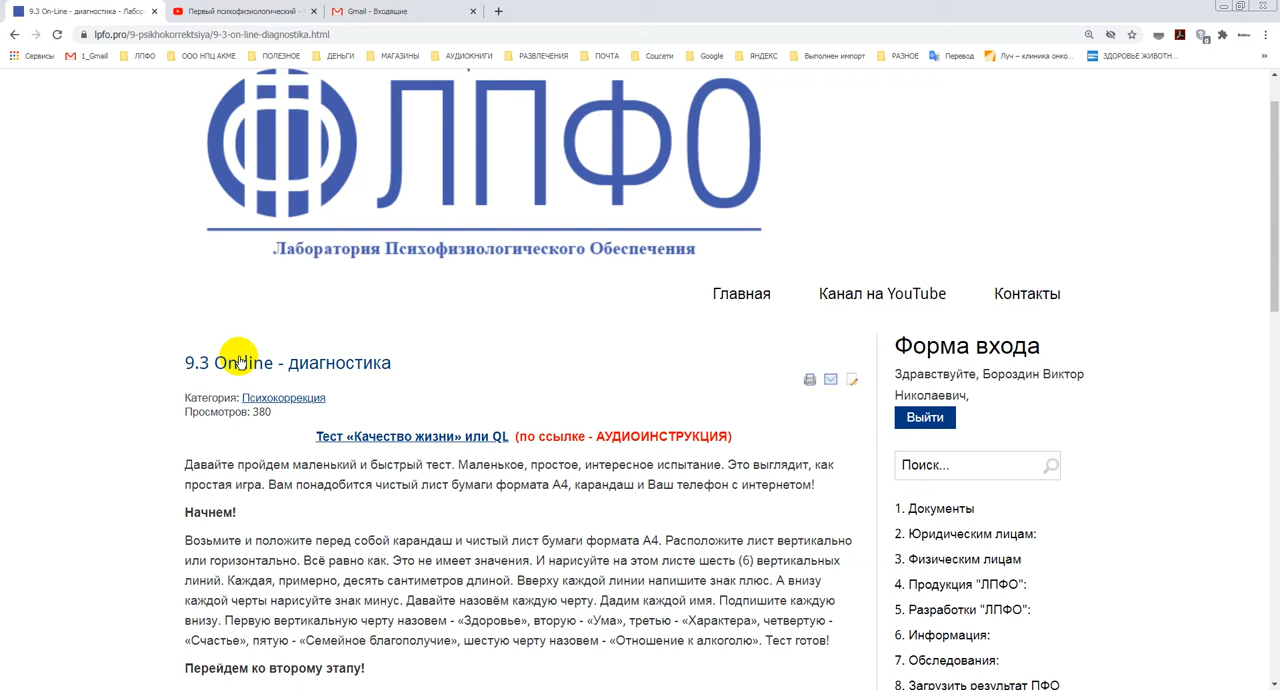 9.3 On-Line - диагностика - Лабор
Первый психофизиологический -
Gmail - Входящие
lpfo.pro/9-psikhokorrektsiya/9-3-on-line-diagnostika.html
Сервисы
1_Gmail
ЛПФО
ООО НПЦ АКМЕ
ПОЛЕЗНОЕ
ДЕНЬГИ
МАГАЗИНЫ
АУДИОКНИГИ
РАЗВЛЕЧЕНИЯ
ПОЧТА
Соцсети
Google
ЯНДЕКС
Выполнен импорт
РАЗНОЕ
Перевод
Луч – клиника онко...
ЗДОРОВЬЕ ЖИВОТН...
ЛПФО
Лаборатория Психофизиологического Обеспечения
Главная
Канал на YouTube
Контакты
9.3 On-Line - диагностика
Категория: Психокоррекция
Просмотров: 380
Тест «Качество жизни» или QL (по ссылке - АУДИОИНСТРУКЦИЯ)
Давайте пройдем маленький и быстрый тест. Маленькое, простое, интересное испытание. Это выглядит, как
простая игра. Вам понадобится чистый лист бумаги формата А4, карандаш и Ваш телефон с интернетом!
Начнем!
Возьмите и положите перед собой карандаш и чистый лист бумаги формата А4. Расположите лист вертикально
или горизонтально. Всё равно как. Это не имеет значения. И нарисуйте на этом листе шесть (6) вертикальных
линий. Каждая, примерно, десять сантиметров длиной. Вверху каждой линии напишите знак плюс. А внизу
каждой черты нарисуйте знак минус. Давайте назовём каждую черту. Дадим каждой имя. Подпишите каждую
внизу. Первую вертикальную черту назовем - «Здоровье», вторую - «Ума», третью - «Характера», четвертую -
«Счастье», пятую - «Семейное благополучие», шестую черту назовем - «Отношение к алкоголю». Тест готов!
Перейдем ко второму этапу!
Форма входа
Здравствуйте, Бороздин Виктор
Николаевич,
Выйти
Поиск...
1. Документы
2. Юридическим лицам:
3. Физическим лицам
4. Продукция "ЛПФО":
5. Разработки "ЛПФО":
6. Информация:
7. Обследования:
8. Загрузить результат ПФО